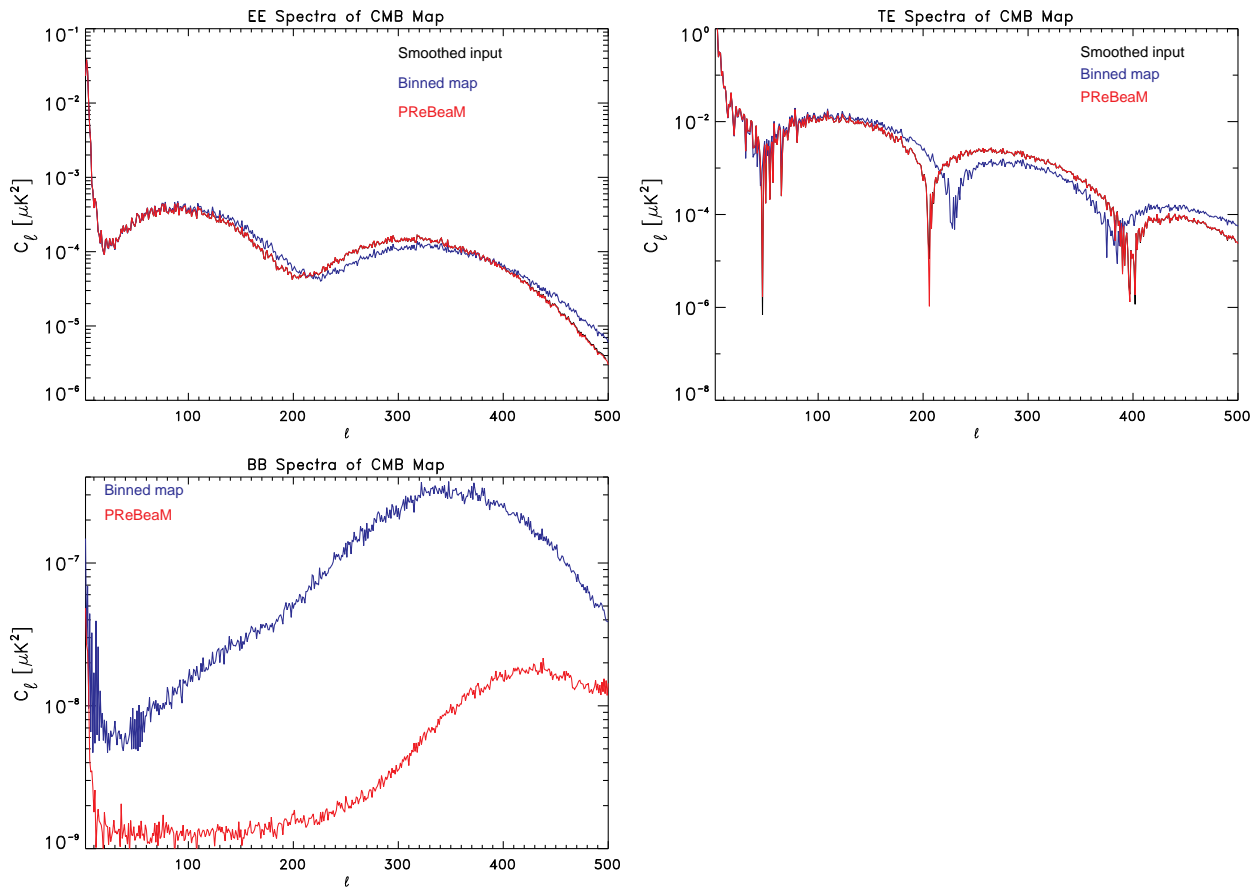 EE Spectra of CMB Map
Smoothed input
Binned map
PReBeaM
10⁻¹
10⁻²
10⁻³
10⁻⁴
10⁻⁵
10⁻⁶
C_ℓ [μK²]
100 200 300 400 500
ℓ
TE Spectra of CMB Map
Smoothed input
Binned map
PReBeaM
10⁰
10⁻²
10⁻⁴
10⁻⁶
10⁻⁸
C_ℓ [μK²]
100 200 300 400 500
ℓ
BB Spectra of CMB Map
Binned map
PReBeaM
10⁻⁷
10⁻⁸
10⁻⁹
C_ℓ [μK²]
100 200 300 400 500
ℓ